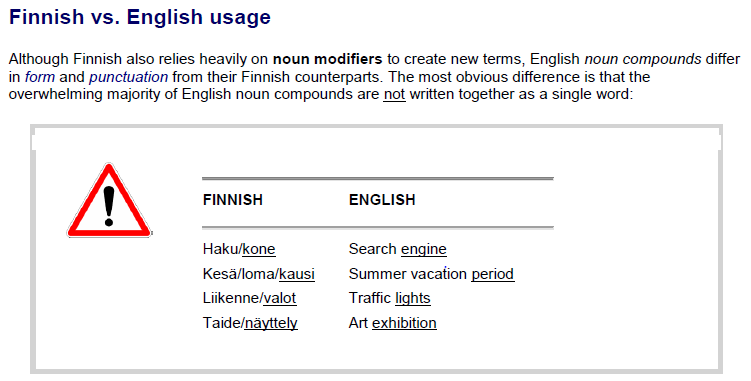 Finnish vs. English usage
Although Finnish also relies heavily on noun modifiers to create new terms, English noun compounds differ
in form and punctuation from their Finnish counterparts. The most obvious difference is that the
overwhelming majority of English noun compounds are not written together as a single word:
FINNISH ENGLISH
Haku/kone Search engine
Kesä/loma/kausi Summer vacation period
Liikenne/valot Traffic lights
Taide/näyttely Art exhibition